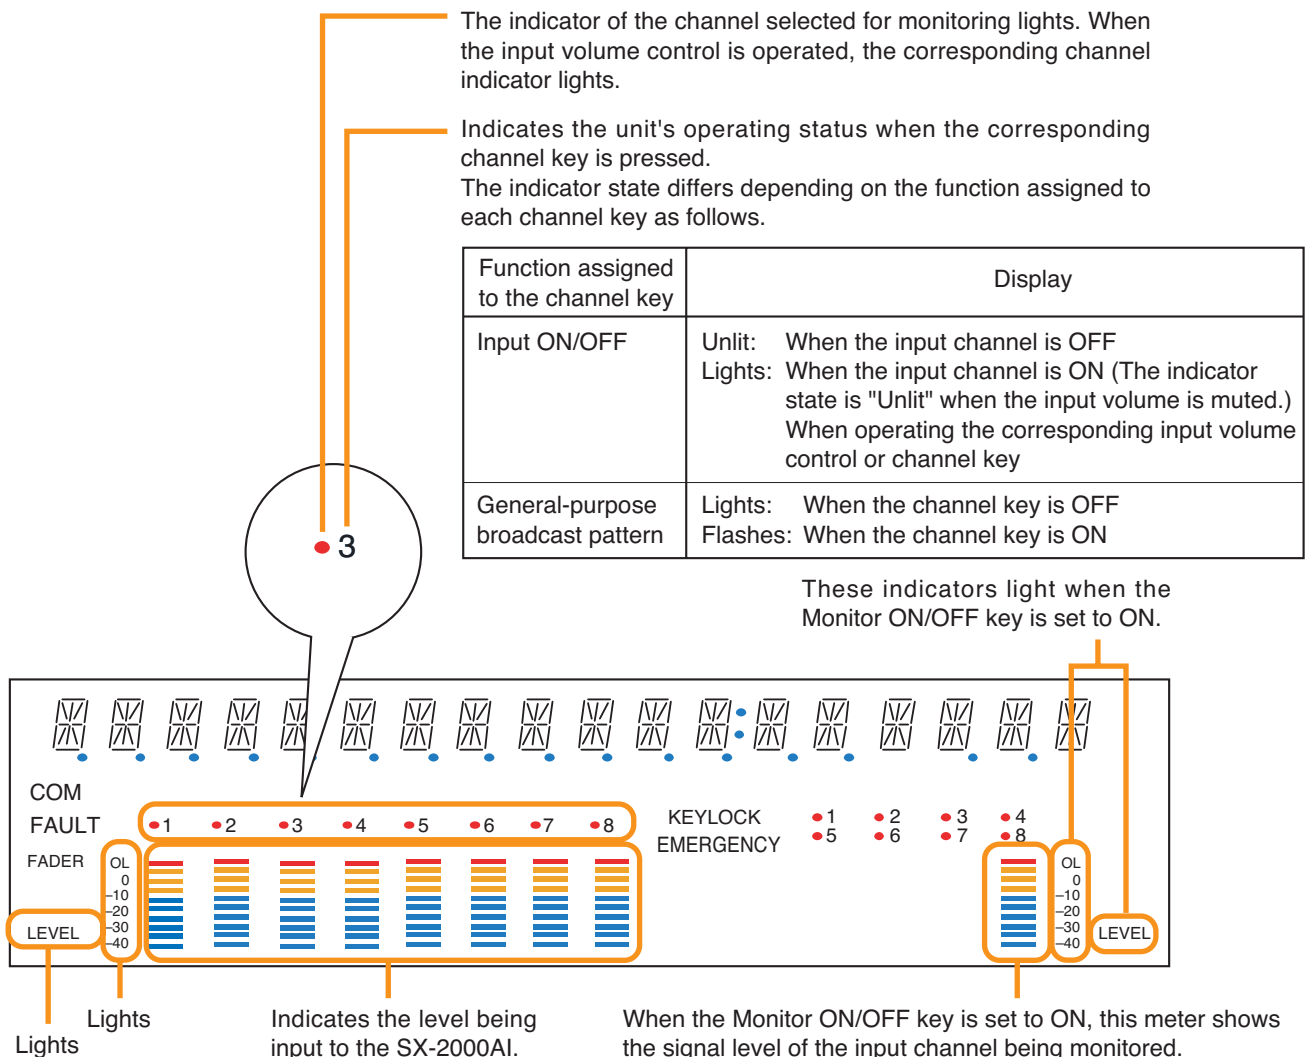 The indicator of the channel selected for monitoring lights. When
the input volume control is operated, the corresponding channel
indicator lights.
Indicates the unit's operating status when the corresponding
channel key is pressed.
The indicator state differs depending on the function assigned to
each channel key as follows.
Function assigned
to the channel key
Display
Input ON/OFF
Unlit: When the input channel is OFF
Lights: When the input channel is ON (The indicator
state is "Unlit" when the input volume is muted.)
When operating the corresponding input volume
control or channel key
General-purpose
broadcast pattern
Lights: When the channel key is OFF
Flashes: When the channel key is ON
3
These indicators light when the
Monitor ON/OFF key is set to ON.
COM
FAULT
1 2 3 4 5 6 7 8
KEYLOCK
EMERGENCY
1 2 3 4
5 6 7 8
FADER
OL
0
–10
–20
–30
–40
LEVEL
OL
0
–10
–20
–30
–40
LEVEL
Lights
Lights
Indicates the level being
input to the SX-2000AI.
When the Monitor ON/OFF key is set to ON, this meter shows
the signal level of the input channel being monitored.